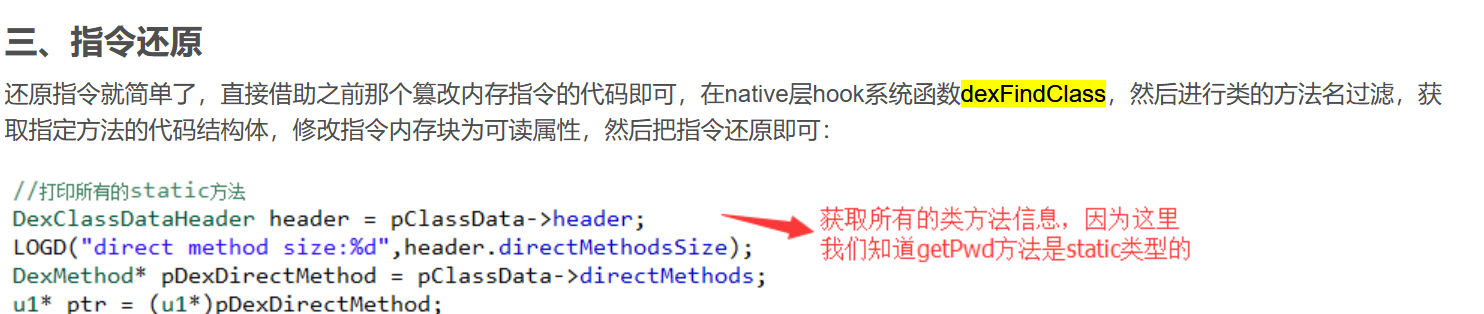 三、指令还原
还原指令就简单了，直接借助之前那个篡改内存指令的代码即可，在native层hook系统函数dexFindClass，然后进行类的方法名过滤，获
取指定方法的代码结构体，修改指令内存块为可读属性，然后把指令还原即可：
//打印所有的static方法
DexClassDataHeader header = pClassData->header;
LOGD("direct method size:%d",header.directMethodsSize);
DexMethod* pDexDirectMethod = pClassData->directMethods;
u1* ptr = (u1*)pDexDirectMethod;
获取所有的类方法信息，因为这里
我们知道getPwd方法是static类型的